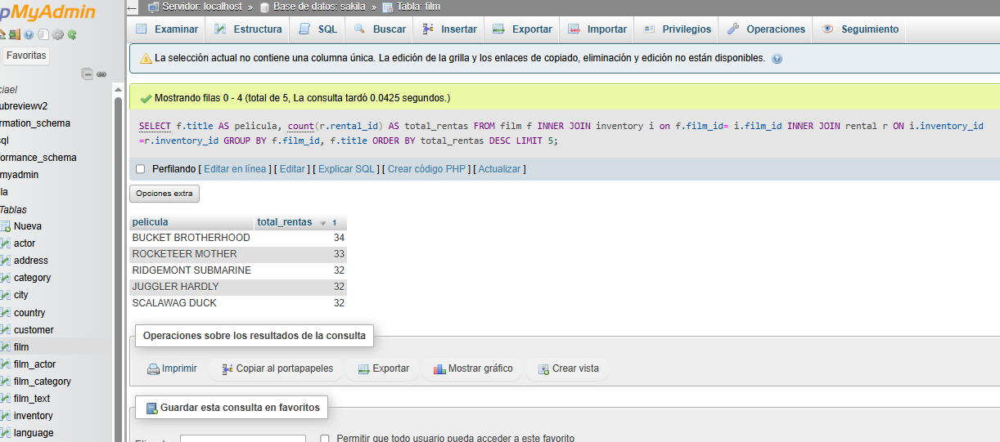 pMyAdmin
Servidor: localhost » Base de datos: sakila » Tabla: film
Examinar Estructura SQL Buscar Insertar Exportar Importar Privilegios Operaciones Seguimiento
Favoritas
La selección actual no contiene una columna única. La edición de la grilla y los enlaces de copiado, eliminación y edición no están disponibles.
Mostrando filas 0 - 4 (total de 5, La consulta tardó 0.0425 segundos.)
SELECT f.title AS pelicula, count(r.rental_id) AS total_rentas FROM film f INNER JOIN inventory i on f.film_id= i.film_id INNER JOIN rental r ON i.inventory_id
=r.inventory_id GROUP BY f.film_id, f.title ORDER BY total_rentas DESC LIMIT 5;
Perfilando [ Editar en línea ] [ Editar ] [ Explicar SQL ] [ Crear código PHP ] [ Actualizar ]
Opciones extra
pelicula total_rentas 1
BUCKET BROTHERHOOD 34
ROCKETEER MOTHER 33
RIDGEMONT SUBMARINE 32
JUGGLER HARDLY 32
SCALAWAG DUCK 32
Operaciones sobre los resultados de la consulta
Imprimir Copiar al portapapeles Exportar Mostrar gráfico Crear vista
Guardar esta consulta en favoritos
Permitir que todo usuario pueda acceder a este favorito
ciael
ubreviewv2
rmation_schema
sql
formance_schema
myadmin
ila
Tablas
Nueva
actor
address
category
city
country
customer
film
film_actor
film_category
film_text
inventory
language